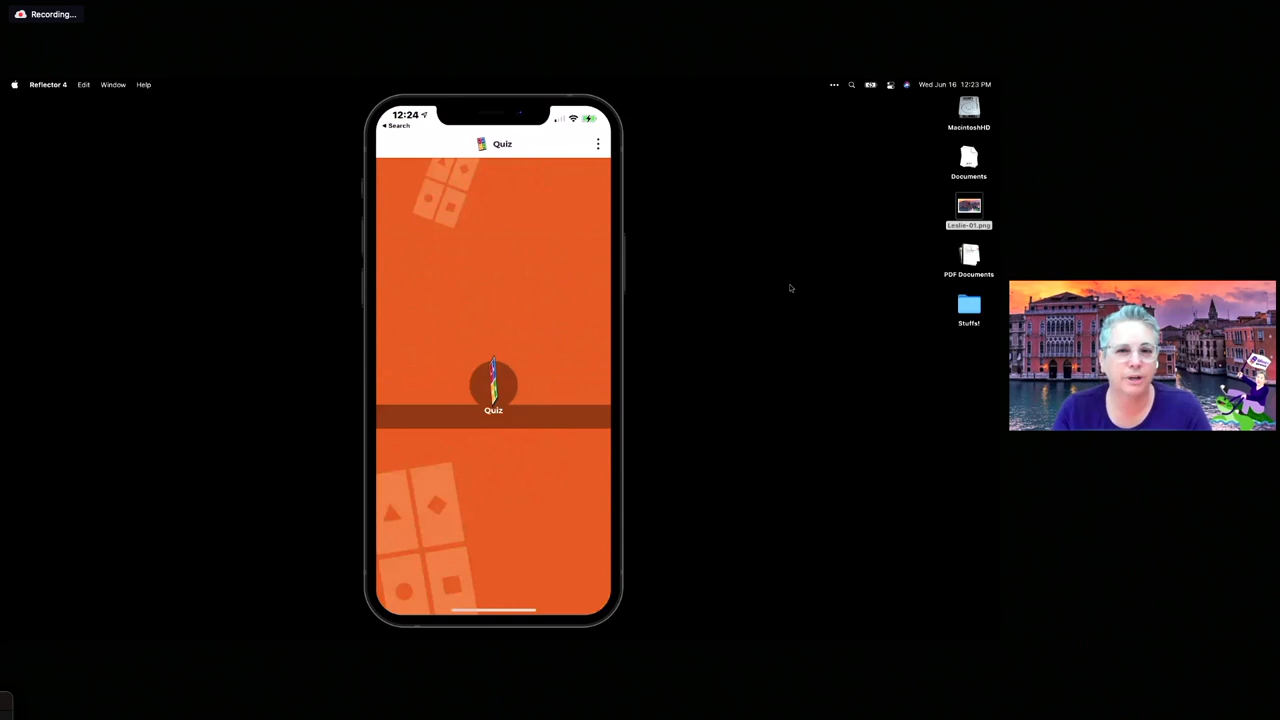 Recording...
Reflector 4 Edit Window Help
Wed Jun 16 12:23 PM
12:24
Search
Quiz
Quiz
MacintoshHD
Documents
Leslie-01.png
PDF Documents
Stuffs!